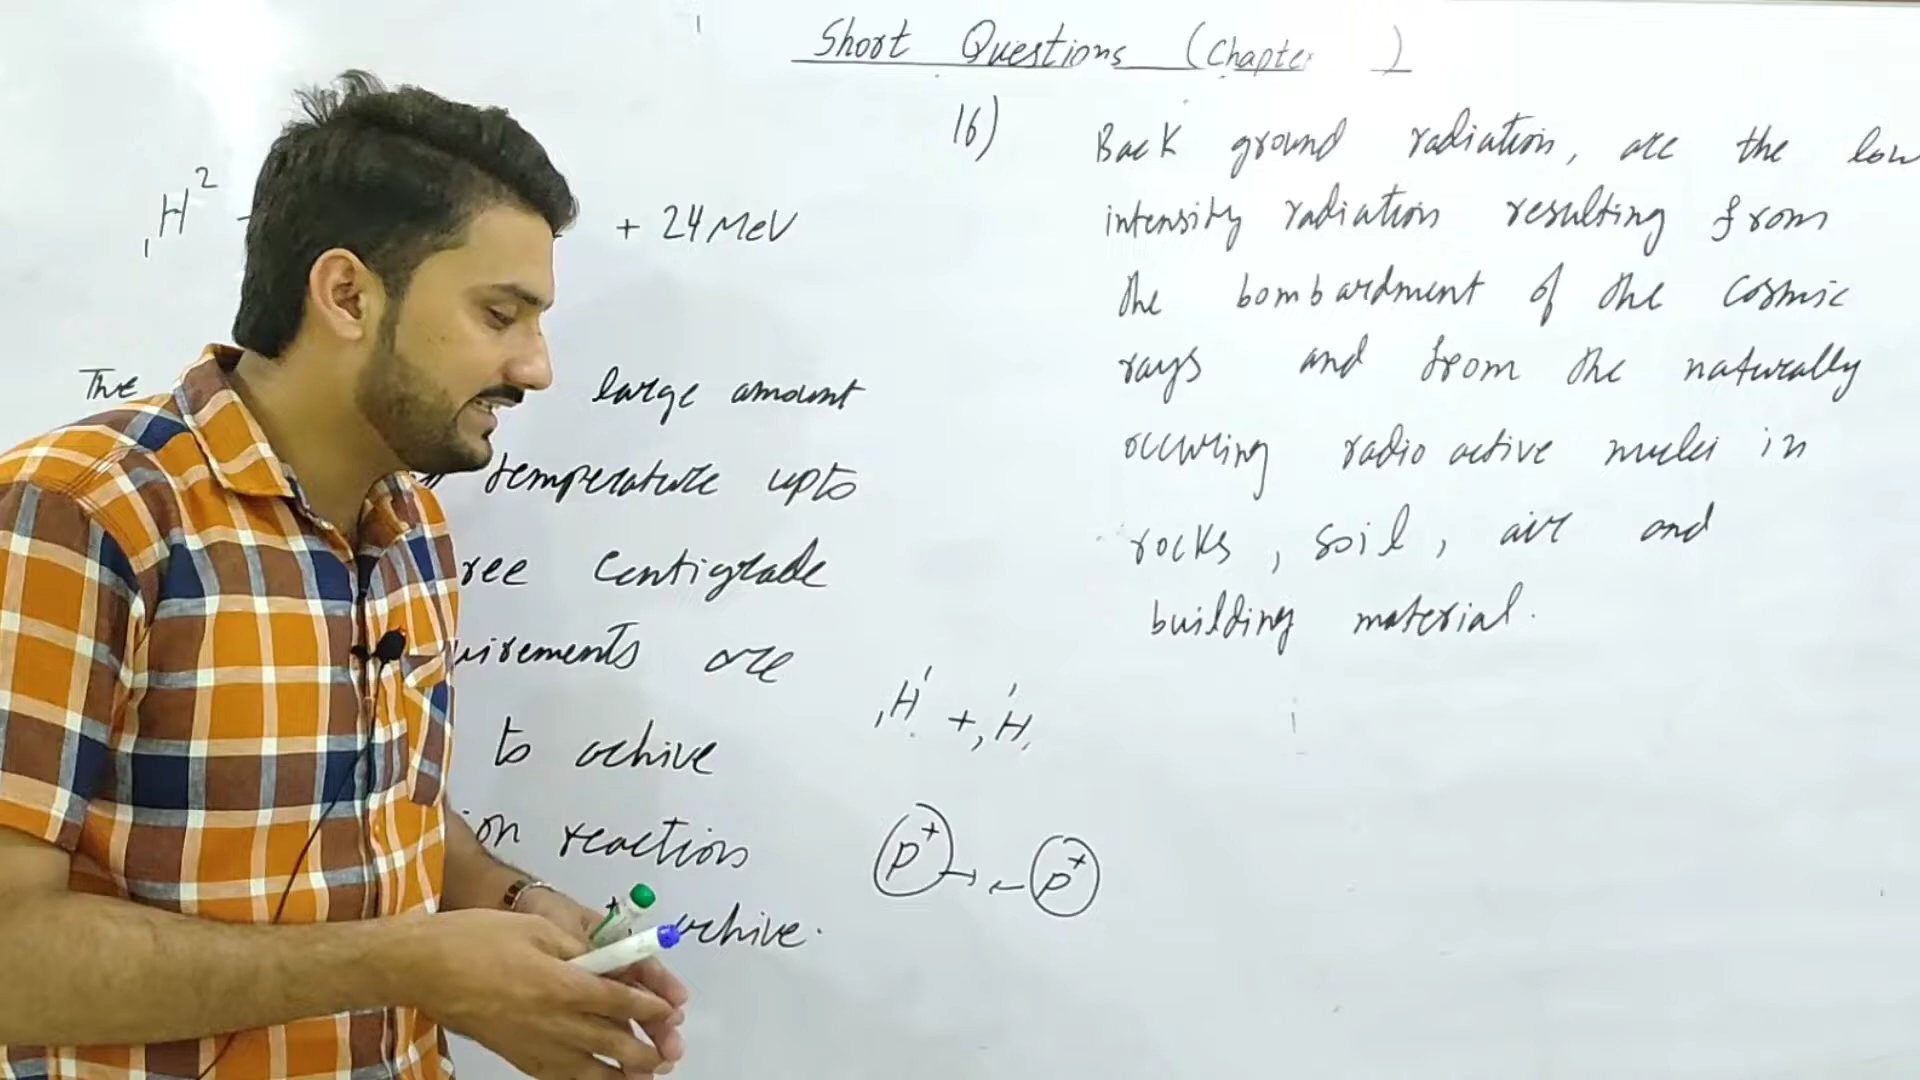 Short Questions (Chapter )
₁H² + 24 MeV
The large amount
temperature upto
ree Centigrade
uirements are
to achive
ion reaction
achive.
16) Back ground radiation, are the low
intensity radiation resulting from
the bombardment of the cosmic
rays and from the naturally
occuring radio active nuclei in
rocks, soil, air and
building material.
₁H¹ + ₁H¹
P⁺ → ← P⁺